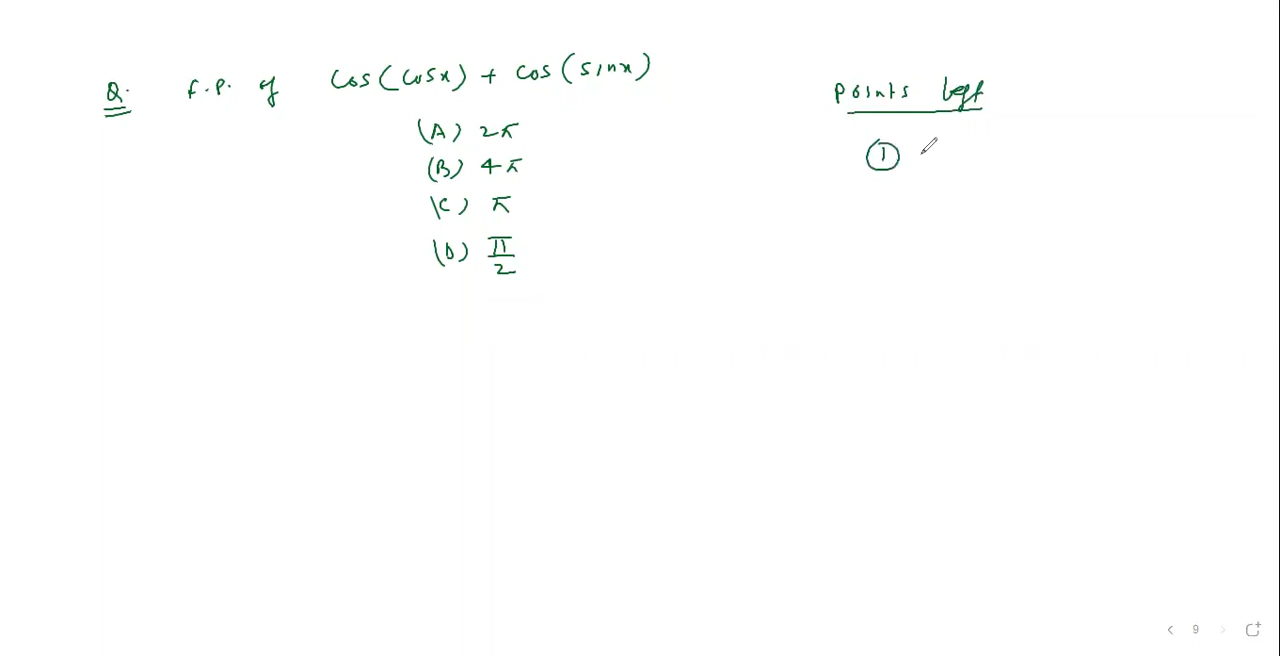 Q. F.P. of Cos(Cosx) + Cos(Sinx)
(A) 2π
(B) 4π
(C) π
(D) π/2
Points left
①
< 9 >